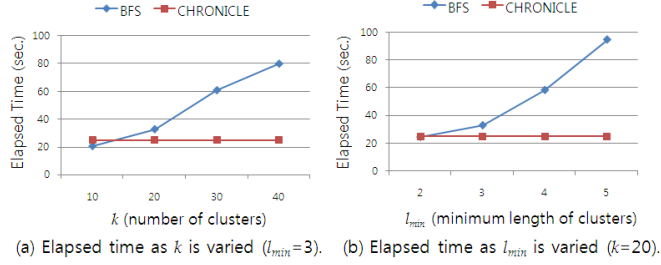 BFS CHRONICLE
Elapsed Time (sec.)
100
80
60
40
20
0
10 20 30 40
k (number of clusters)
(a) Elapsed time as k is varied (lmin=3).
BFS CHRONICLE
Elapsed Time (sec.)
100
80
60
40
20
0
2 3 4 5
lmin (minimum length of clusters)
(b) Elapsed time as lmin is varied (k=20).